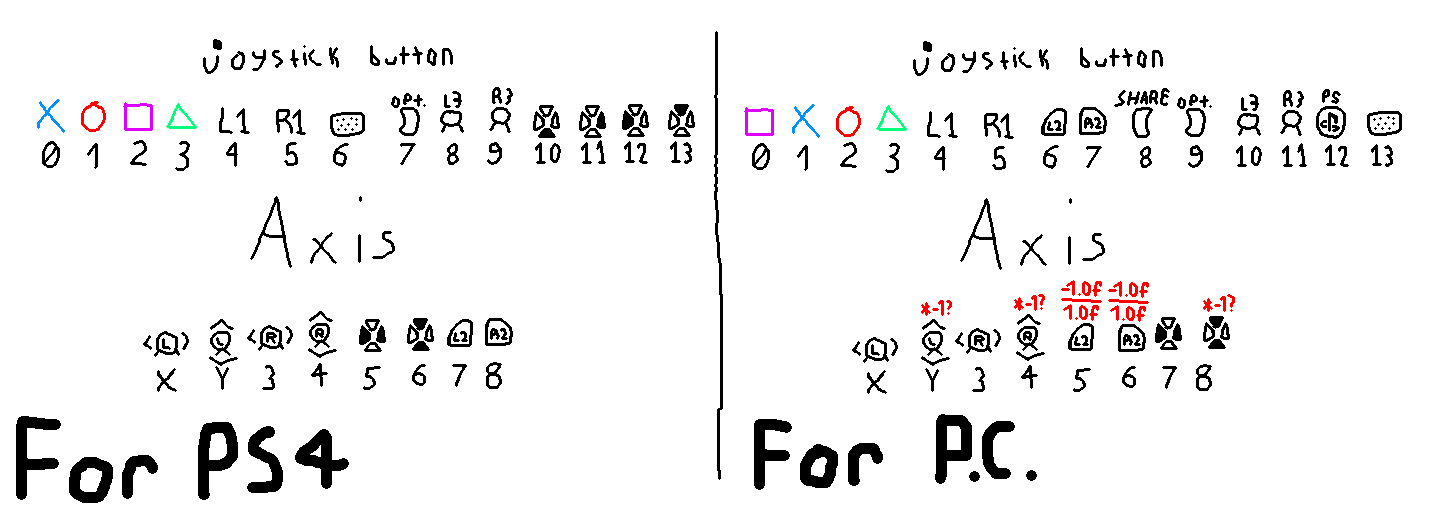 Joystick button
OPt. L3 R3
L1 R1
0 1 2 3 4 5 6 7 8 9 10 11 12 13
Axis
L L R R L2 R2
X Y 3 4 5 6 7 8
For PS4
Joystick button
SHARE OPt. L3 R3 PS
L1 R1 L2 R2
0 1 2 3 4 5 6 7 8 9 10 11 12 13
Axis
-1.0f -1.0f
*-1? *-1? 1.0f 1.0f *-1?
L L R R L2 R2
X Y 3 4 5 6 7 8
For P.C.